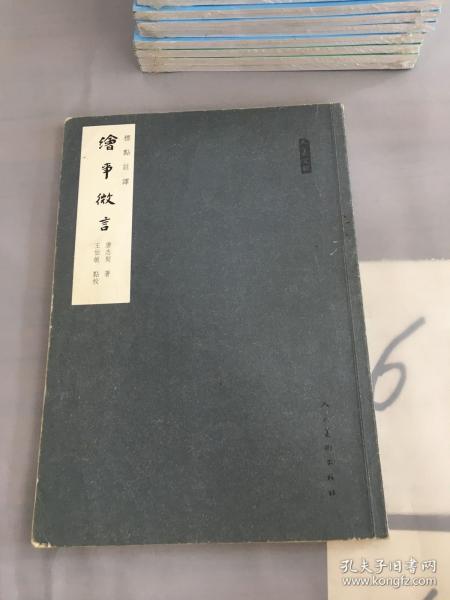 標點註譯
繪事微言
唐志契 著
王伯敏 點校
人民美術出版社
6
孔夫子旧书网
www.kongfz.com